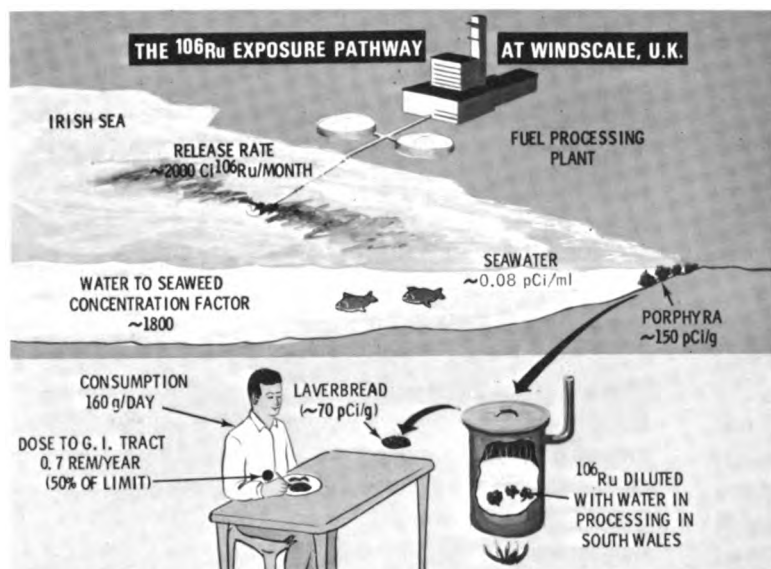 THE ¹⁰⁶Ru EXPOSURE PATHWAY AT WINDSCALE, U.K.
IRISH SEA
RELEASE RATE
~2000 Ci¹⁰⁶Ru/MONTH
FUEL PROCESSING
PLANT
SEAWATER
~0.08 pCi/ml
WATER TO SEAWEED
CONCENTRATION FACTOR
~1800
PORPHYRA
~150 pCi/g
CONSUMPTION
160 g/DAY
LAVERBREAD
(~70 pCi/g)
DOSE TO G.I. TRACT
0.7 REM/YEAR
(50% OF LIMIT)
¹⁰⁶Ru DILUTED
WITH WATER IN
PROCESSING IN
SOUTH WALES